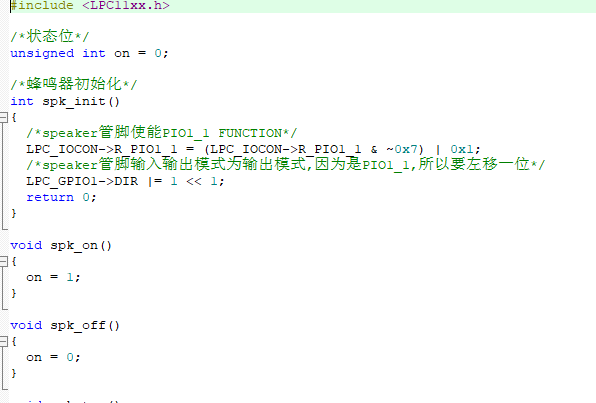 #include <LPC11xx.h>
/*状态位*/
unsigned int on = 0;
/*蜂鸣器初始化*/
int spk_init()
{
/*speaker管脚使能PIO1_1 FUNCTION*/
LPC_IOCON->R_PIO1_1 = (LPC_IOCON->R_PIO1_1 & ~0x7) | 0x1;
/*speaker管脚输入输出模式为输出模式,因为是PIO1_1,所以要左移一位*/
LPC_GPIO1->DIR |= 1 << 1;
return 0;
}
void spk_on()
{
on = 1;
}
void spk_off()
{
on = 0;
}